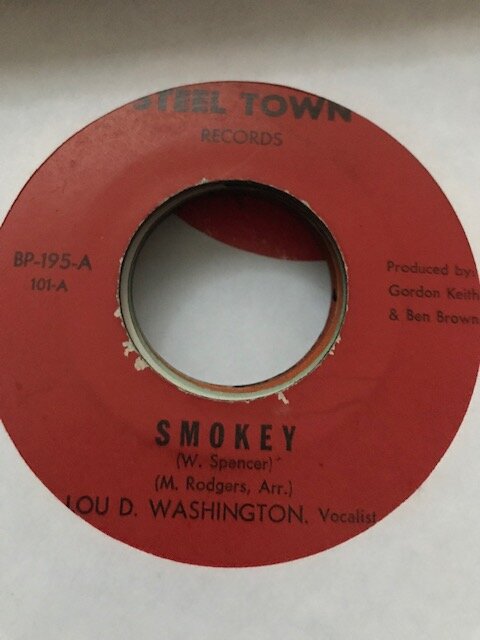 STEEL TOWN
RECORDS
BP-195-A
101-A
Produced by:
Gordon Keith
& Ben Brown
SMOKEY
(W. Spencer)
(M. Rodgers, Arr.)
LOU D. WASHINGTON, Vocalist